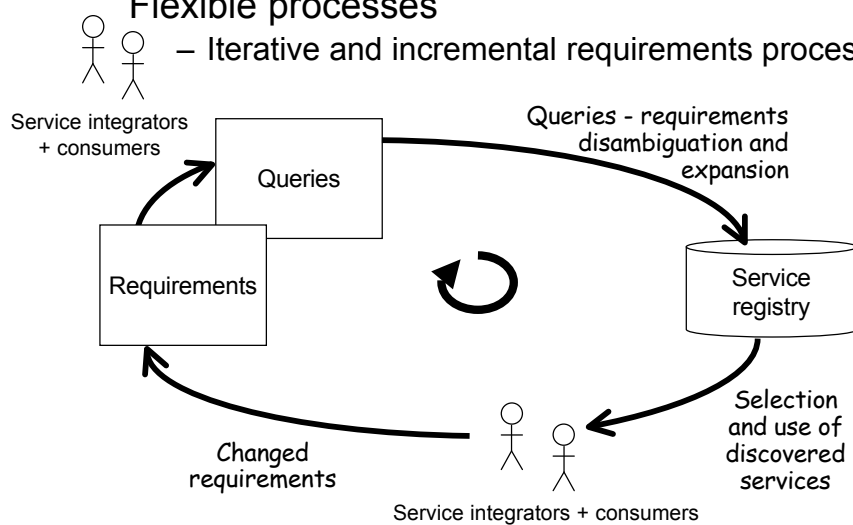 Flexible processes
– Iterative and incremental requirements proces
Service integrators
+ consumers
Queries - requirements
disambiguation and
expansion
Queries
Requirements
Service
registry
Selection
and use of
discovered
services
Changed
requirements
Service integrators + consumers